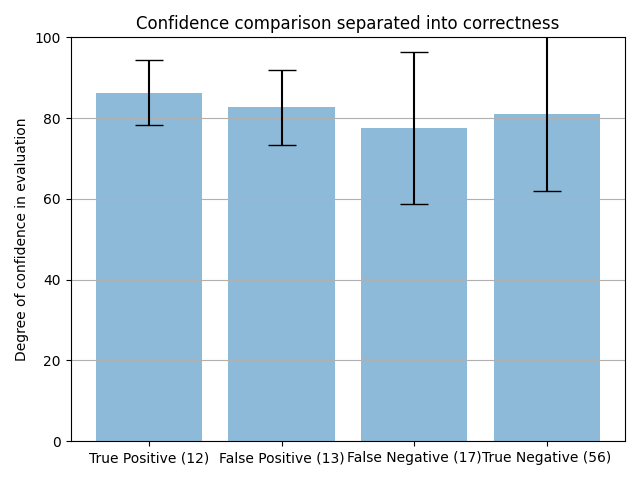 Confidence comparison separated into correctness
Degree of confidence in evaluation
100
80
60
40
20
0
True Positive (12)
False Positive (13)
False Negative (17)
True Negative (56)